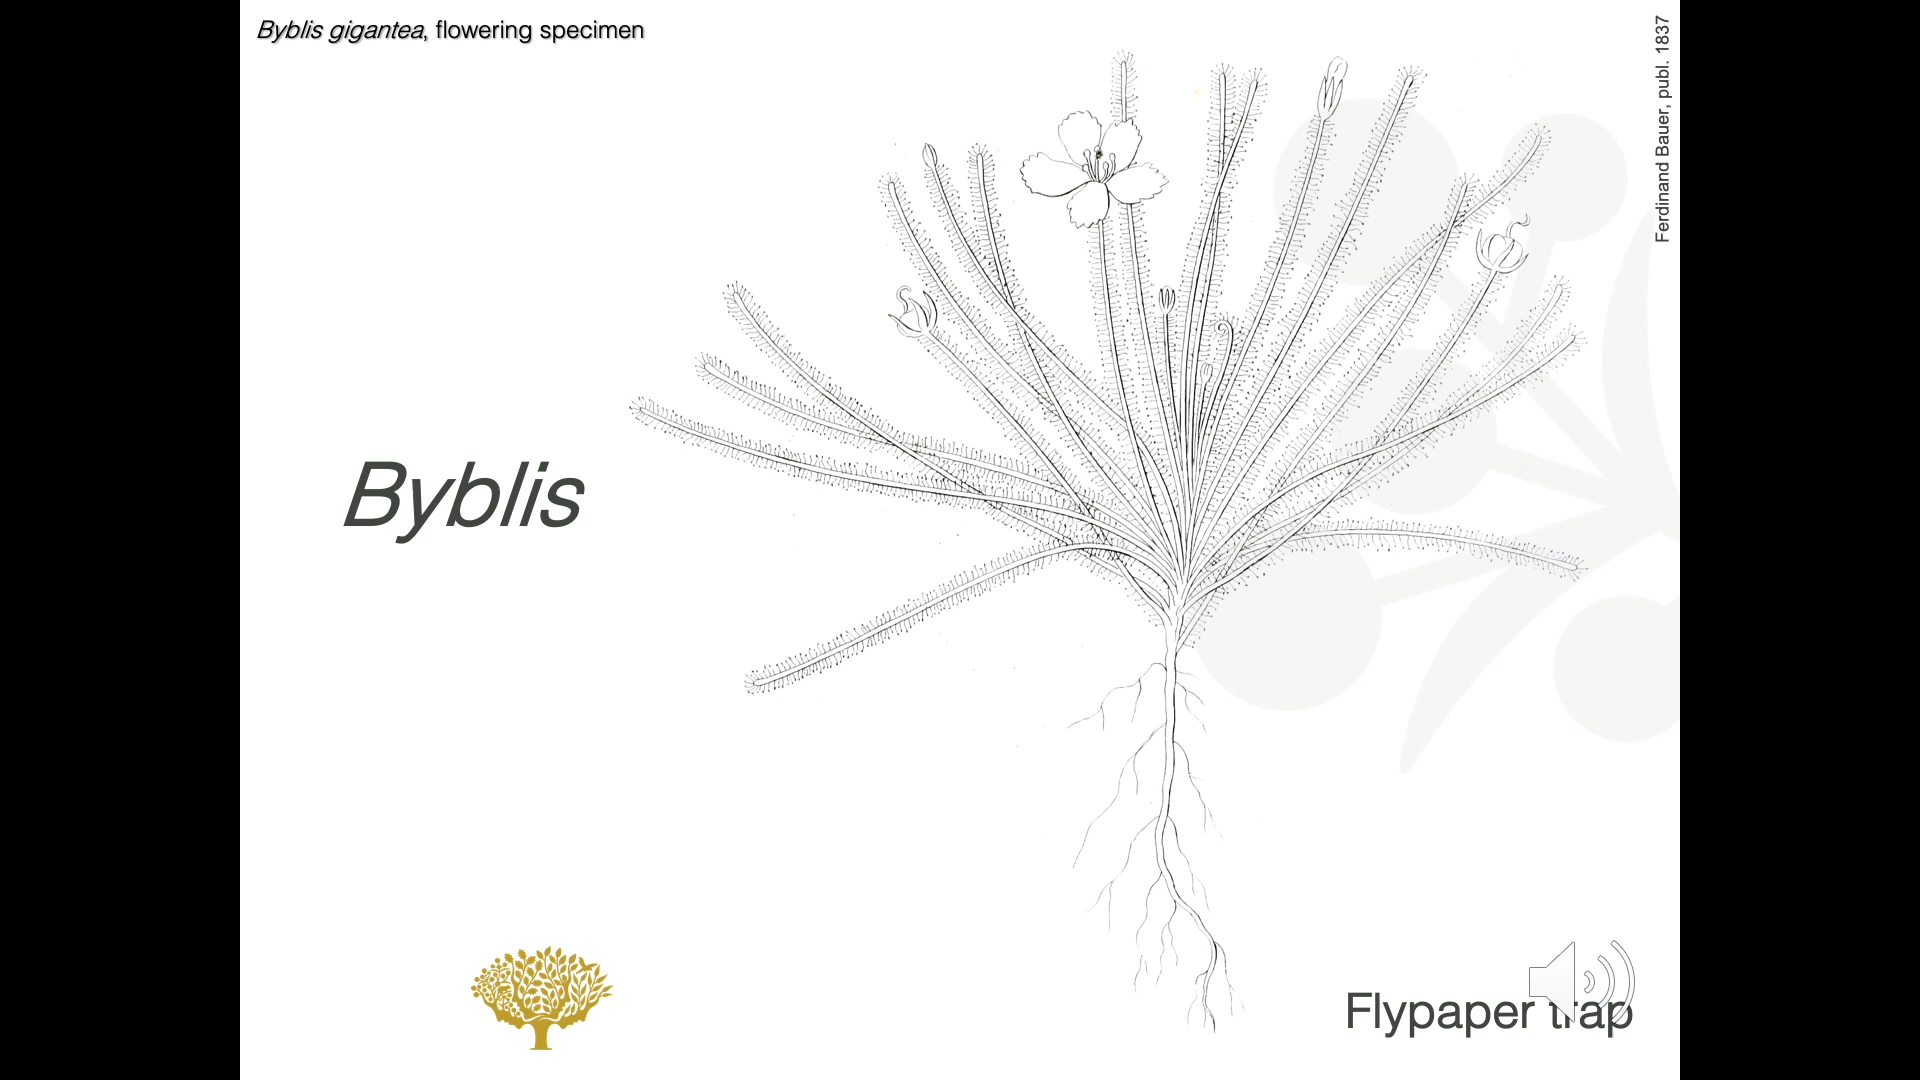 Byblis gigantea, flowering specimen
Ferdinand Bauer, publ. 1837
Byblis
Flypaper trap